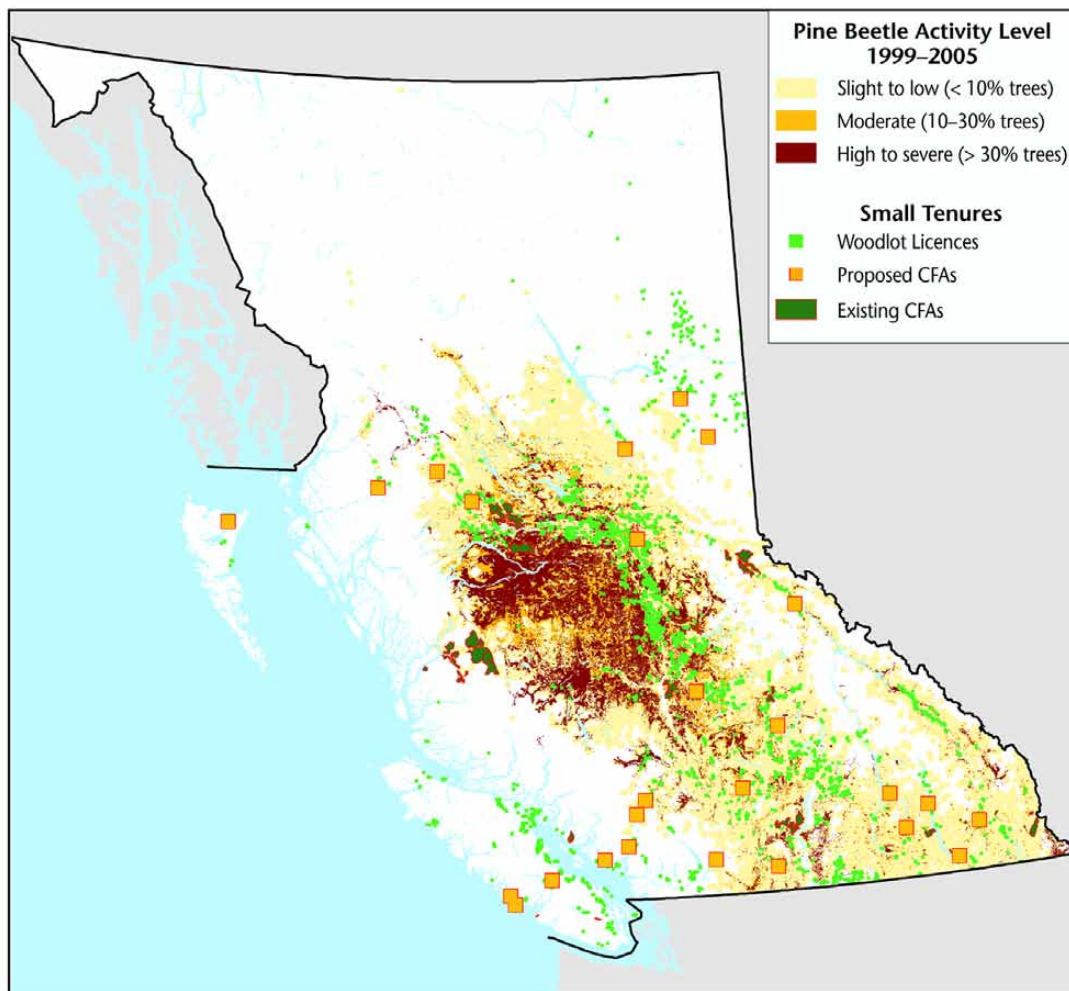 Pine Beetle Activity Level
1999–2005
Slight to low (< 10% trees)
Moderate (10–30% trees)
High to severe (> 30% trees)
Small Tenures
Woodlot Licences
Proposed CFAs
Existing CFAs